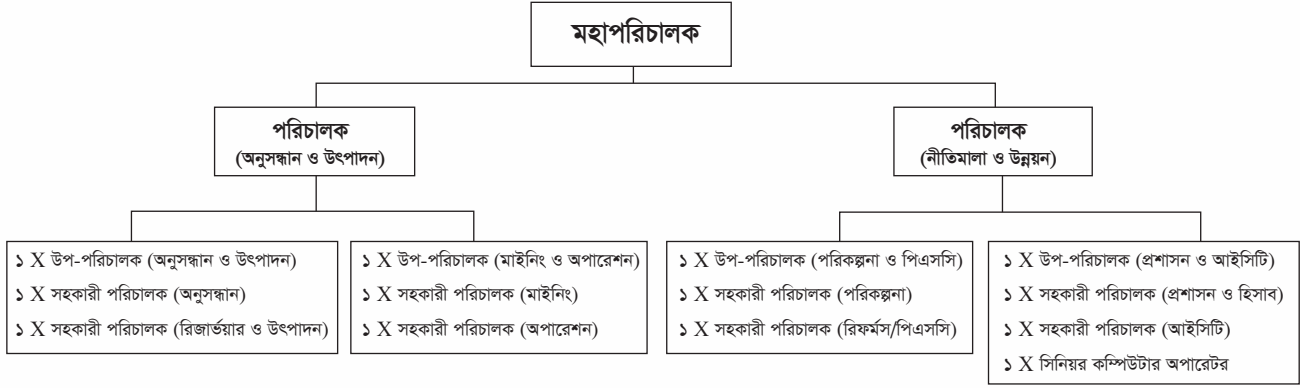 মহাপরিচালক
পরিচালক
(অনুসন্ধান ও উৎপাদন)
পরিচালক
(নীতিমালা ও উন্নয়ন)
১ X উপ-পরিচালক (অনুসন্ধান ও উৎপাদন)
১ X সহকারী পরিচালক (অনুসন্ধান)
১ X সহকারী পরিচালক (রিজার্ভয়ার ও উৎপাদন)
১ X উপ-পরিচালক (মাইনিং ও অপারেশন)
১ X সহকারী পরিচালক (মাইনিং)
১ X সহকারী পরিচালক (অপারেশন)
১ X উপ-পরিচালক (পরিকল্পনা ও পিএসসি)
১ X সহকারী পরিচালক (পরিকল্পনা)
১ X সহকারী পরিচালক (রিফর্মস/পিএসসি)
১ X উপ-পরিচালক (প্রশাসন ও আইসিটি)
১ X সহকারী পরিচালক (প্রশাসন ও হিসাব)
১ X সহকারী পরিচালক (আইসিটি)
১ X সিনিয়র কম্পিউটার অপারেটর